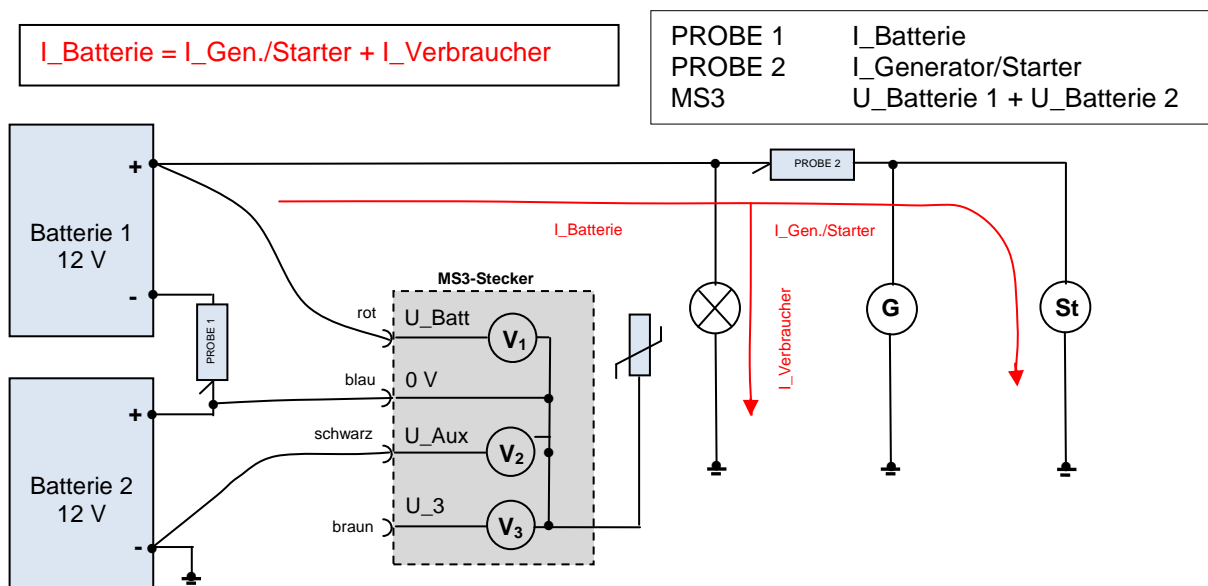 I_Batterie = I_Gen./Starter + I_Verbraucher
PROBE 1 I_Batterie
PROBE 2 I_Generator/Starter
MS3 U_Batterie 1 + U_Batterie 2
+
Batterie 1
12 V
-
PROBE 1
PROBE 2
I_Batterie
I_Gen./Starter
I_Verbraucher
MS3-Stecker
rot
U_Batt
V1
blau
0 V
schwarz
U_Aux
V2
braun
U_3
V3
G
St
+
Batterie 2
12 V
-